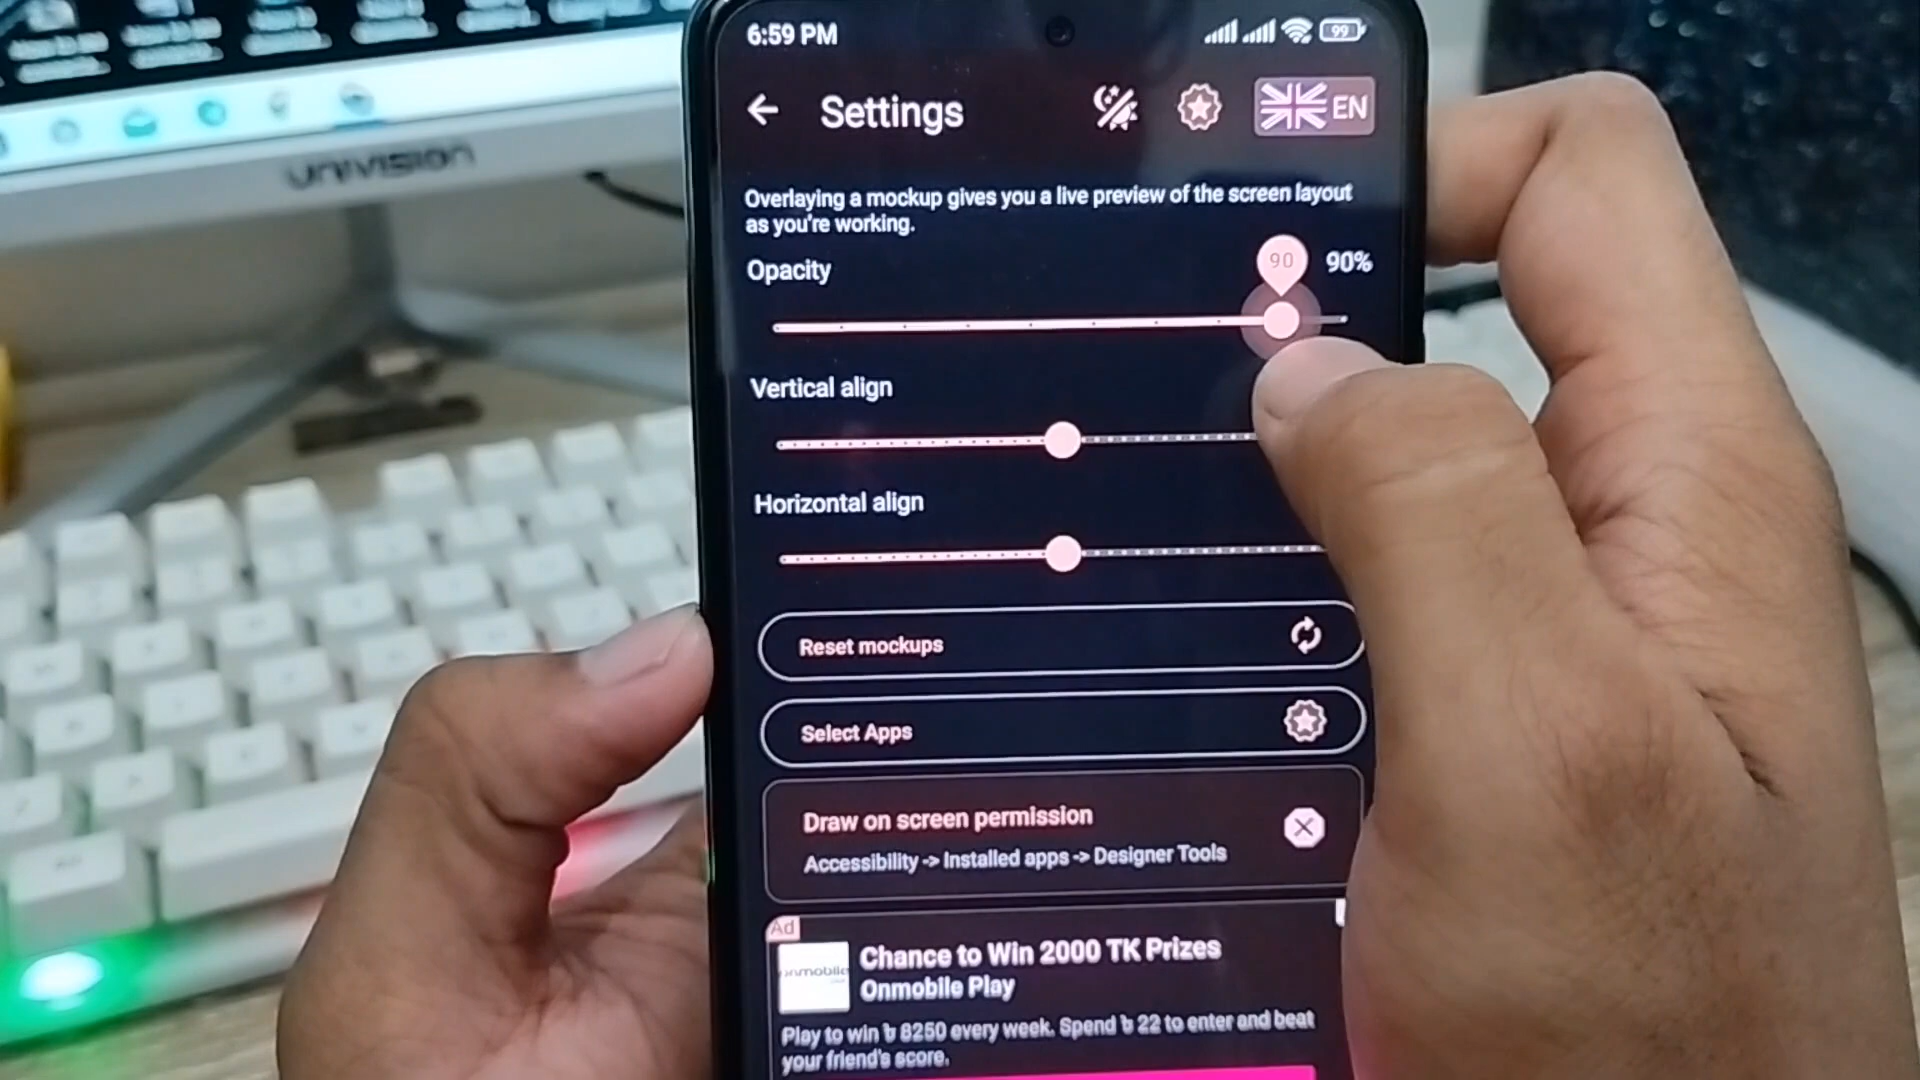 UNIVISION
6:59 PM
99
Settings
EN
Overlaying a mockup gives you a live preview of the screen layout
as you're working.
Opacity
90
90%
Vertical align
Horizontal align
Reset mockups
Select Apps
Draw on screen permission
Accessibility -> Installed apps -> Designer Tools
Ad
onmobile
Chance to Win 2000 TK Prizes
Onmobile Play
Play to win ৳ 8250 every week. Spend ৳ 22 to enter and beat
your friend's score.